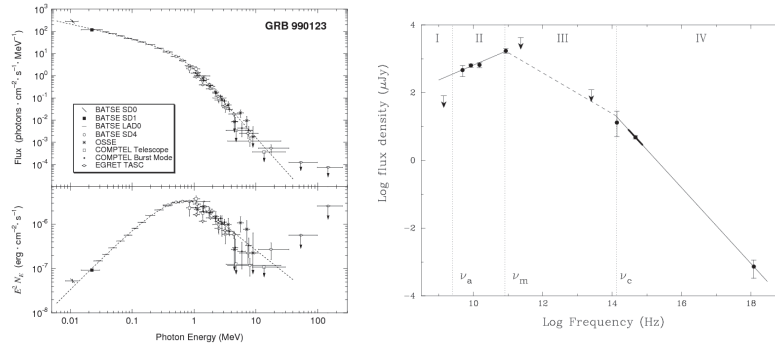 GRB 990123
Flux (photons · cm⁻² · s⁻¹ · MeV⁻¹)
10³
10²
10¹
10⁰
10⁻¹
10⁻²
10⁻³
10⁻⁴
BATSE SD0
BATSE SD1
BATSE LAD0
BATSE SD4
OSSE
COMPTEL Telescope
COMPTEL Burst Mode
EGRET TASC
E² N_E (erg · cm⁻² · s⁻¹)
10⁻⁶
10⁻⁷
10⁻⁸
0.01 0.1 1 10 100
Photon Energy (MeV)
I II III IV
Log flux density (μJy)
4
2
0
−2
−4
ν_a ν_m ν_c
10 12 14 16 18
Log Frequency (Hz)